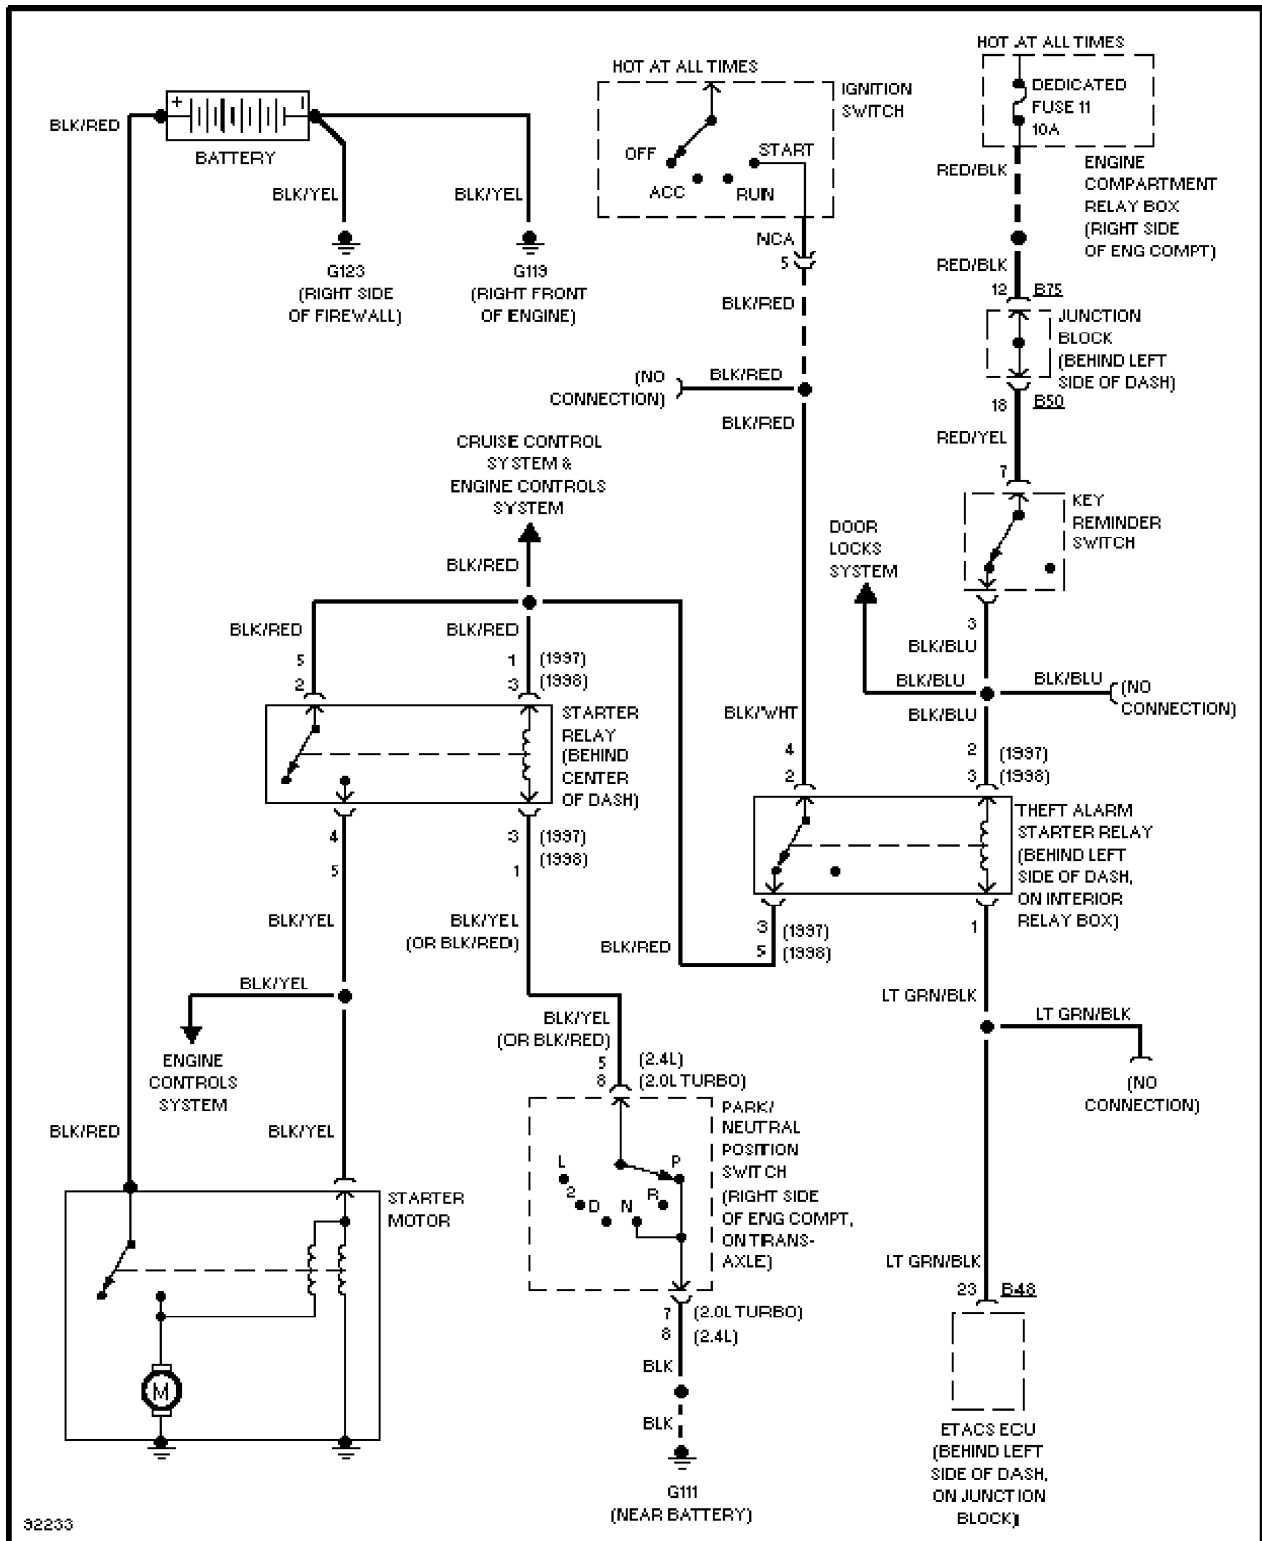 HOT AT ALL TIMES
DEDICATED
FUSE 11
10A
ENGINE
COMPARTMENT
RELAY BOX
(RIGHT SIDE
OF ENG COMPT)
RED/BLK
RED/BLK
12 B75
JUNCTION
BLOCK
(BEHIND LEFT
SIDE OF DASH)
18 B50
RED/YEL
7
KEY
REMINDER
SWITCH
3
BLK/BLU
HOT AT ALL TIMES
IGNITION
SWITCH
OFF
START
ACC
RUN
NCA
5
BLK/RED
(NO
CONNECTION)
BLK/RED
BLK/RED
BLK/RED
+
-
BATTERY
BLK/YEL
BLK/YEL
G123
(RIGHT SIDE
OF FIREWALL)
G119
(RIGHT FRONT
OF ENGINE)
CRUISE CONTROL
SYSTEM &
ENGINE CONTROLS
SYSTEM
BLK/RED
BLK/RED
BLK/RED
5
2
1 (1997)
3 (1998)
STARTER
RELAY
(BEHIND
CENTER
OF DASH)
4
5
3 (1997)
1 (1998)
DOOR
LOCKS
SYSTEM
BLK/BLU
BLK/BLU
(NO
CONNECTION)
BLK/BLU
BLK/WHT
4
2
2 (1997)
3 (1998)
THEFT ALARM
STARTER RELAY
(BEHIND LEFT
SIDE OF DASH,
ON INTERIOR
RELAY BOX)
3 (1997)
5 (1998)
1
BLK/RED
BLK/YEL
BLK/YEL
(OR BLK/RED)
BLK/YEL
ENGINE
CONTROLS
SYSTEM
BLK/YEL
(OR BLK/RED)
5 (2.4L)
8 (2.0L TURBO)
LT GRN/BLK
LT GRN/BLK
(NO
CONNECTION)
BLK/RED
BLK/YEL
STARTER
MOTOR
M
PARK/
NEUTRAL
POSITION
SWITCH
(RIGHT SIDE
OF ENG COMPT,
ON TRANS-
AXLE)
L
2
D
N
R
P
7 (2.0L TURBO)
8 (2.4L)
BLK
BLK
G111
(NEAR BATTERY)
LT GRN/BLK
23 B48
ETACS ECU
(BEHIND LEFT
SIDE OF DASH,
ON JUNCTION
BLOCK)
92233